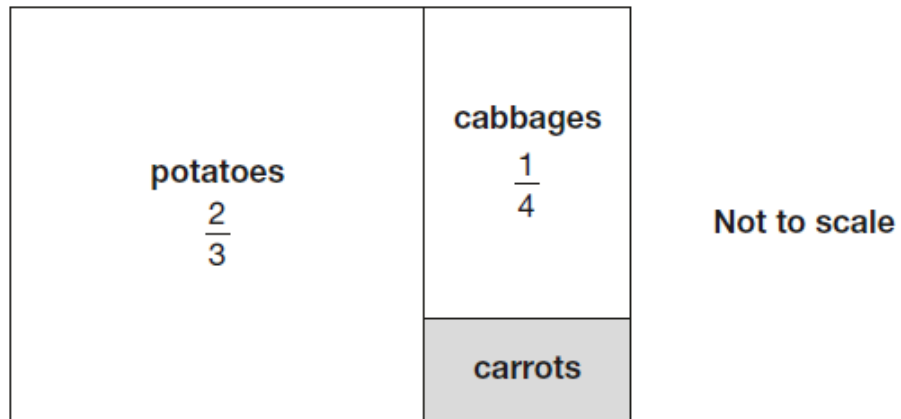 potatoes
2/3
cabbages
1/4
carrots
Not to scale